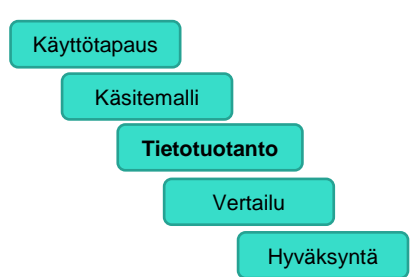 Käyttötapaus
Käsitemalli
Tietotuotanto
Vertailu
Hyväksyntä